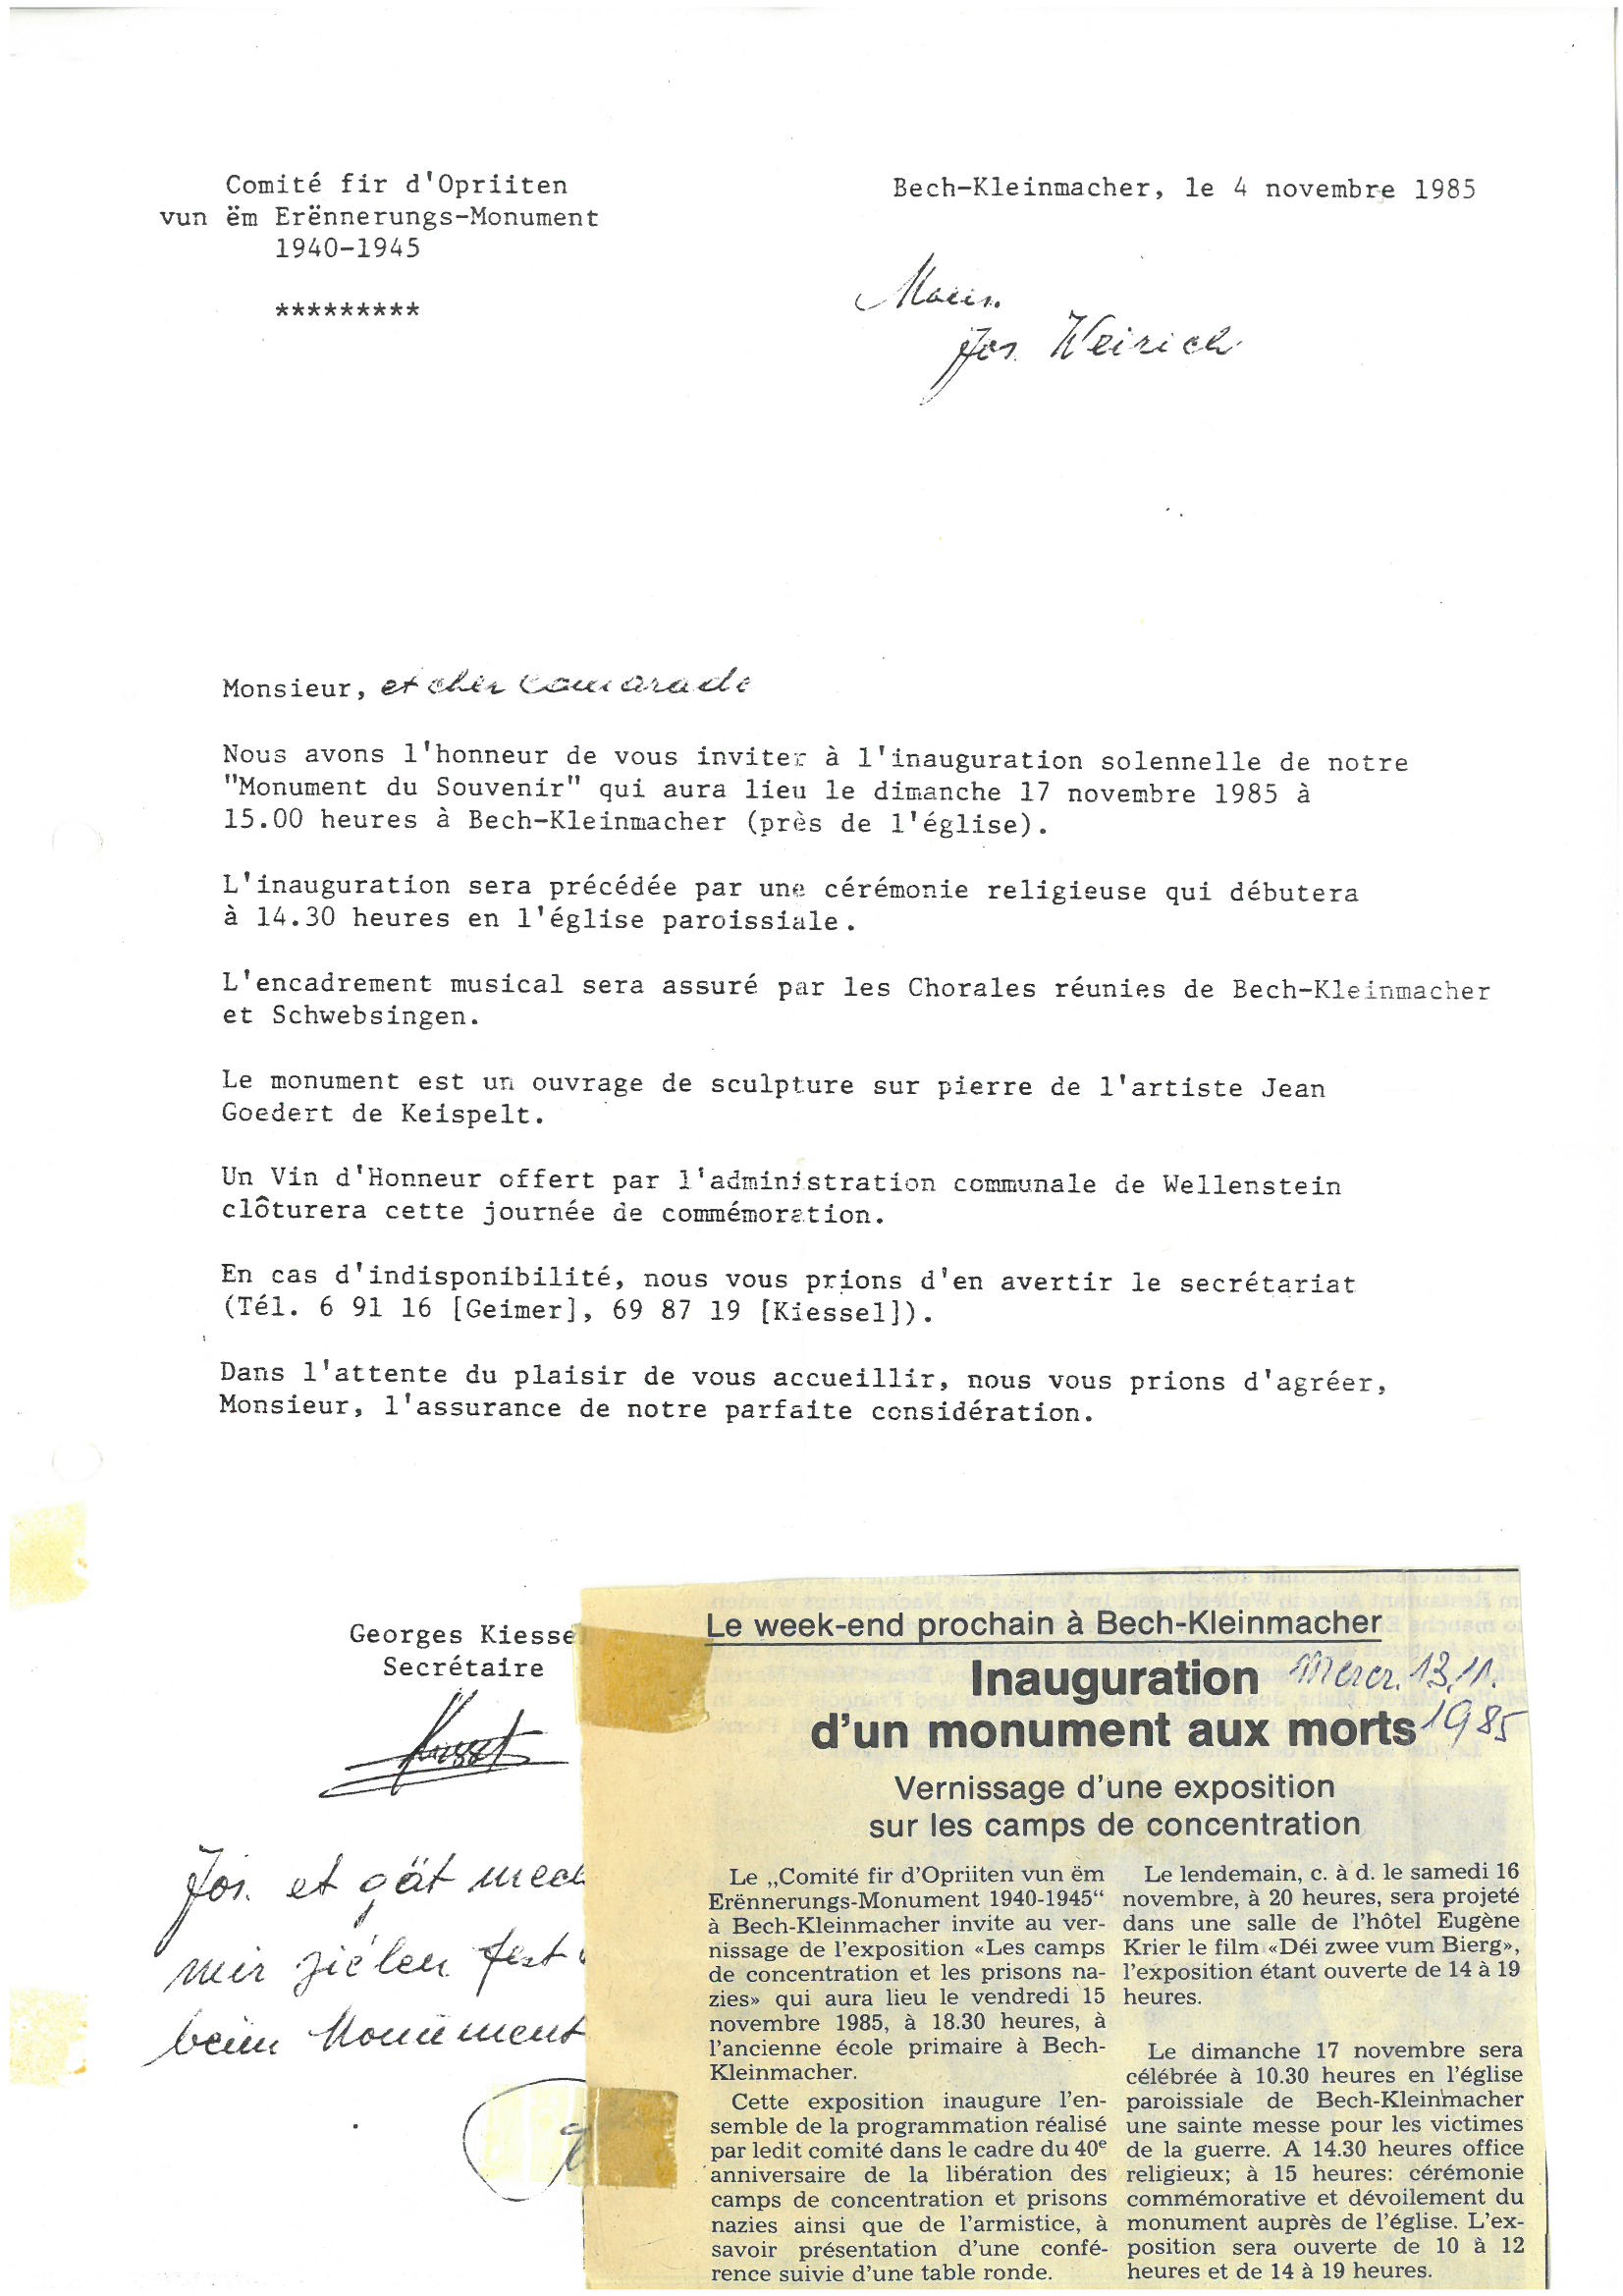 Comité fir d'Opriiten
vun ëm Erënnerungs-Monument
1940-1945
*********
Bech-Kleinmacher, le 4 novembre 1985
Jos. Weirich
Monsieur, et cher camarade
Nous avons l'honneur de vous inviter à l'inauguration solennelle de notre
"Monument du Souvenir" qui aura lieu le dimanche 17 novembre 1985 à
15.00 heures à Bech-Kleinmacher (près de l'église).
L'inauguration sera précédée par une cérémonie religieuse qui débutera
à 14.30 heures en l'église paroissiale.
L'encadrement musical sera assuré par les Chorales réunies de Bech-Kleinmacher
et Schwebsingen.
Le monument est un ouvrage de sculpture sur pierre de l'artiste Jean
Goedert de Keispelt.
Un Vin d'Honneur offert par l'administration communale de Wellenstein
clôturera cette journée de commémoration.
En cas d'indisponibilité, nous vous prions d'en avertir le secrétariat
(Tél. 6 91 16 [Geimer], 69 87 19 [Kiessel]).
Dans l'attente du plaisir de vous accueillir, nous vous prions d'agréer,
Monsieur, l'assurance de notre parfaite considération.
Georges Kiessel
Secrétaire
Jos. et gät mech
mir ziélen fest
beim Monument
Le week-end prochain à Bech-Kleinmacher
Inauguration Mercr. 13.11.
d'un monument aux morts 1985
Vernissage d'une exposition
sur les camps de concentration
Le „Comité fir d'Opriiten vun ëm
Erënnerungs-Monument 1940-1945"
à Bech-Kleinmacher invite au ver-
nissage de l'exposition «Les camps
de concentration et les prisons na-
zies» qui aura lieu le vendredi 15
novembre 1985, à 18.30 heures, à
l'ancienne école primaire à Bech-
Kleinmacher.
Cette exposition inaugure l'en-
semble de la programmation réalisé
par ledit comité dans le cadre du 40e
anniversaire de la libération des
camps de concentration et prisons
nazies ainsi que de l'armistice, à
savoir présentation d'une confé-
rence suivie d'une table ronde.
Le lendemain, c. à d. le samedi 16
novembre, à 20 heures, sera projeté
dans une salle de l'hôtel Eugène
Krier le film «Déi zwee vum Bierg»,
l'exposition étant ouverte de 14 à 19
heures.
Le dimanche 17 novembre sera
célébrée à 10.30 heures en l'église
paroissiale de Bech-Kleinmacher
une sainte messe pour les victimes
de la guerre. A 14.30 heures office
religieux; à 15 heures: cérémonie
commémorative et dévoilement du
monument auprès de l'église. L'ex-
position sera ouverte de 10 à 12
heures et de 14 à 19 heures.